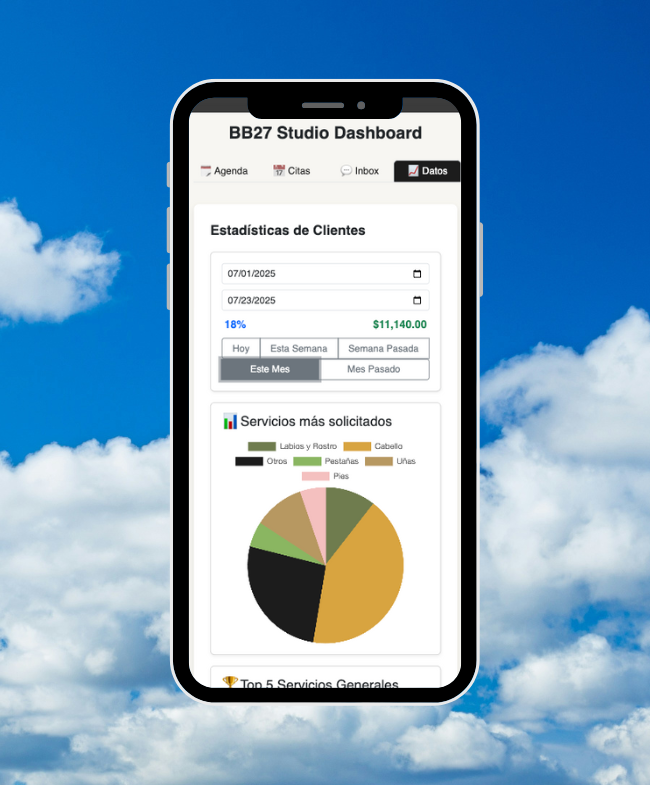 BB27 Studio Dashboard
Agenda Citas Inbox Datos
Estadísticas de Clientes
07/01/2025
07/23/2025
18% $11,140.00
Hoy Esta Semana Semana Pasada
Este Mes Mes Pasado
Servicios más solicitados
Labios y Rostro Cabello
Otros Pestañas Uñas
Pies
Top 5 Servicios Generales